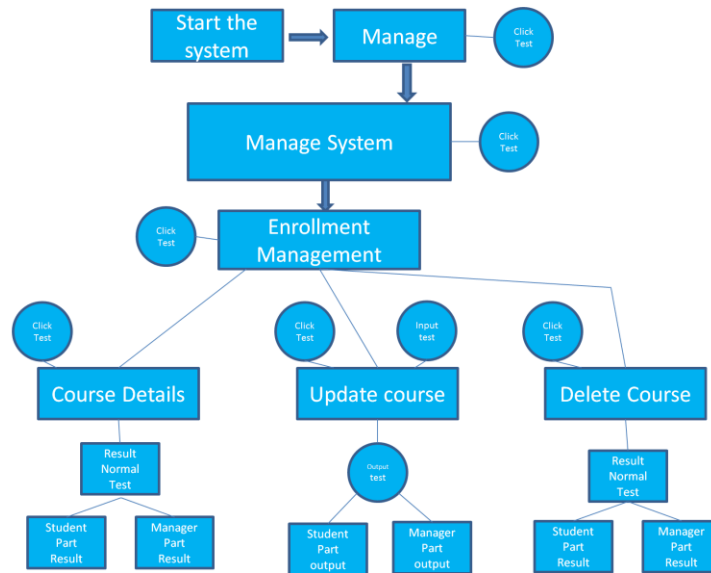 Start the
system
Manage
Click
Test
Manage System
Click
Test
Enrollment
Management
Click
Test
Click
Test
Click
Test
Input
test
Click
Test
Course Details
Update course
Delete Course
Result
Normal
Test
Output
test
Result
Normal
Test
Student
Part
Result
Manager
Part
Result
Student
Part
output
Manager
Part
output
Student
Part
Result
Manager
Part
Result